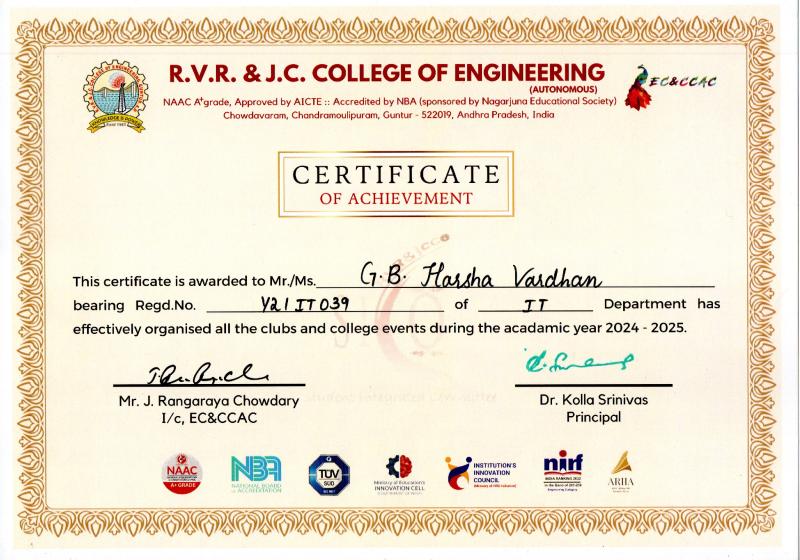 R.V.R. & J.C. COLLEGE OF ENGINEERING
(AUTONOMOUS)
NAAC A+grade, Approved by AICTE :: Accredited by NBA (sponsored by Nagarjuna Educational Society)
Chowdavaram, Chandramoulipuram, Guntur - 522019, Andhra Pradesh, India
EC&CCAC
KNOWLEDGE IS POWER
CERTIFICATE
OF ACHIEVEMENT
This certificate is awarded to Mr./Ms. G.B. Harsha Vardhan
bearing Regd.No. Y21IT039 of IT Department has
effectively organised all the clubs and college events during the acadamic year 2024 - 2025.
Mr. J. Rangaraya Chowdary
I/c, EC&CCAC
Dr. Kolla Srinivas
Principal
NAAC
A+ GRADE
NBA
NATIONAL BOARD
of ACCREDITATION
TÜV
SÜD
Ministry of Education's
INNOVATION CELL
INSTITUTION'S
INNOVATION
COUNCIL
nirf
ARIIA